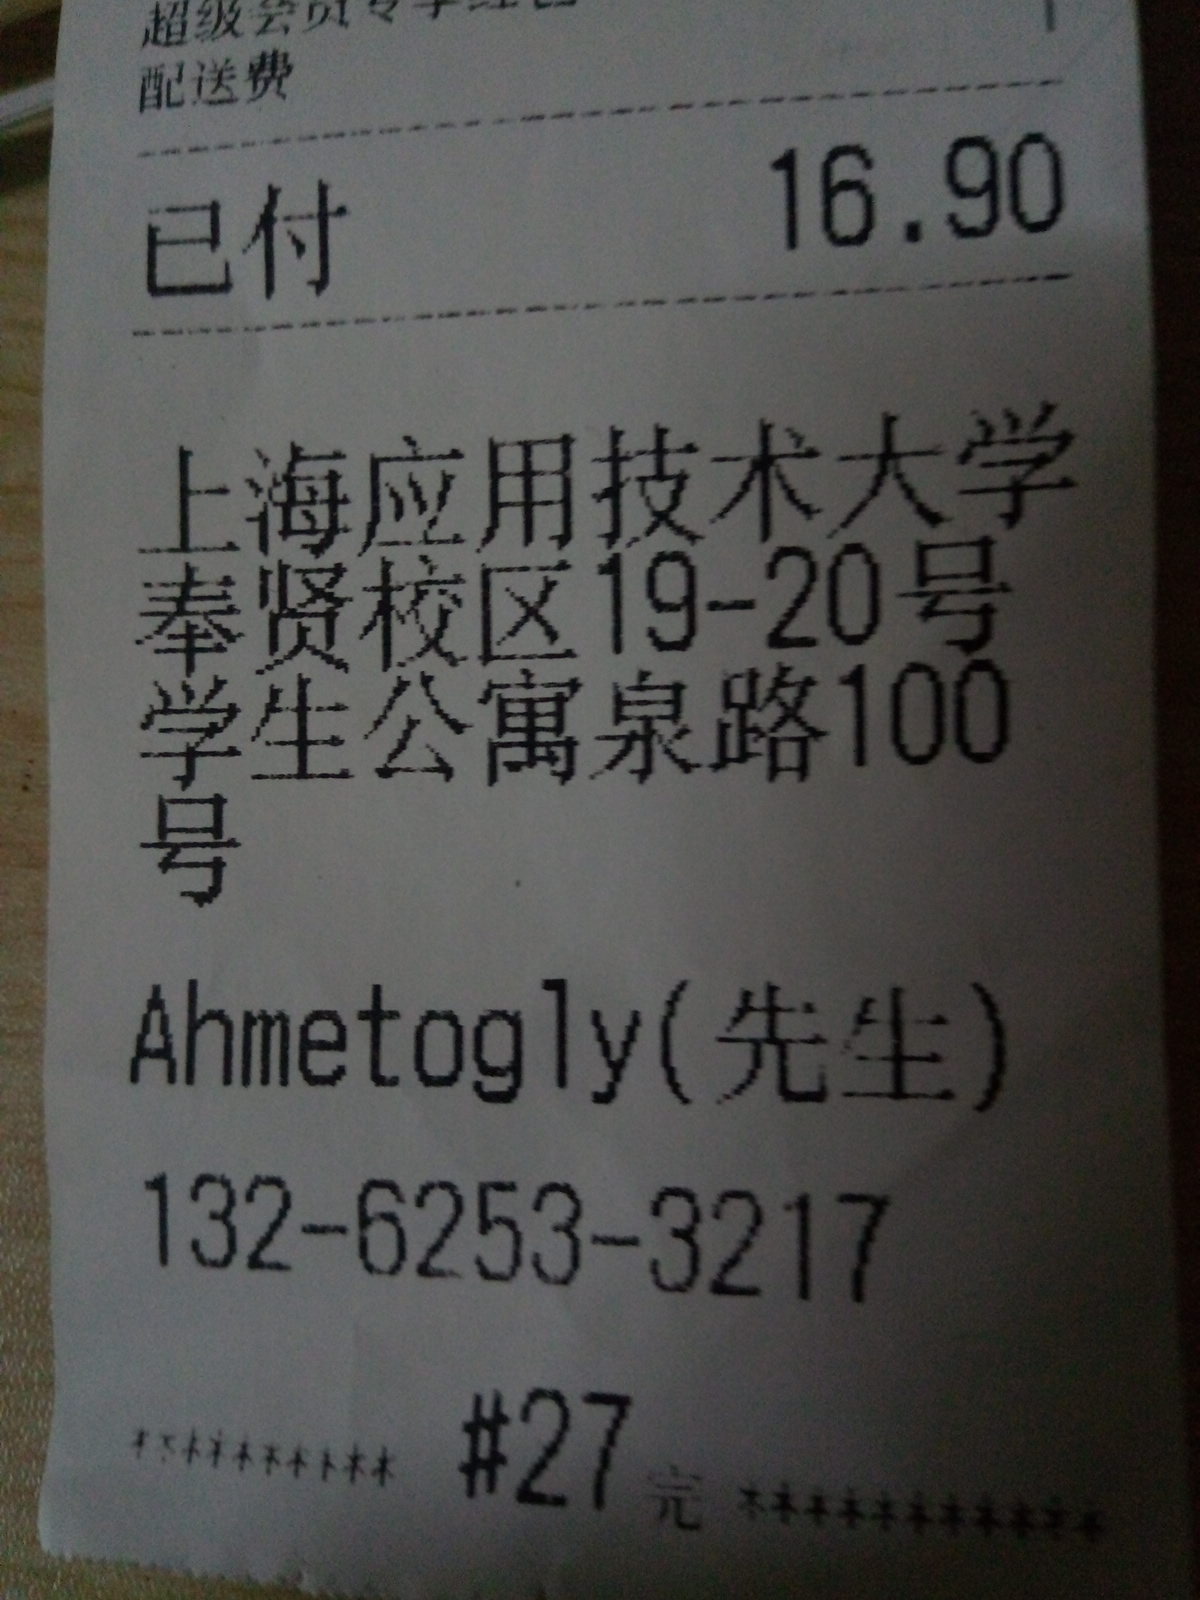 超级会员专享红包
配送费
已付 16.90
上海应用技术大学
奉贤校区19-20号
学生公寓泉路100
号
Ahmetogly(先生)
132-6253-3217
*********** #27完 ***********